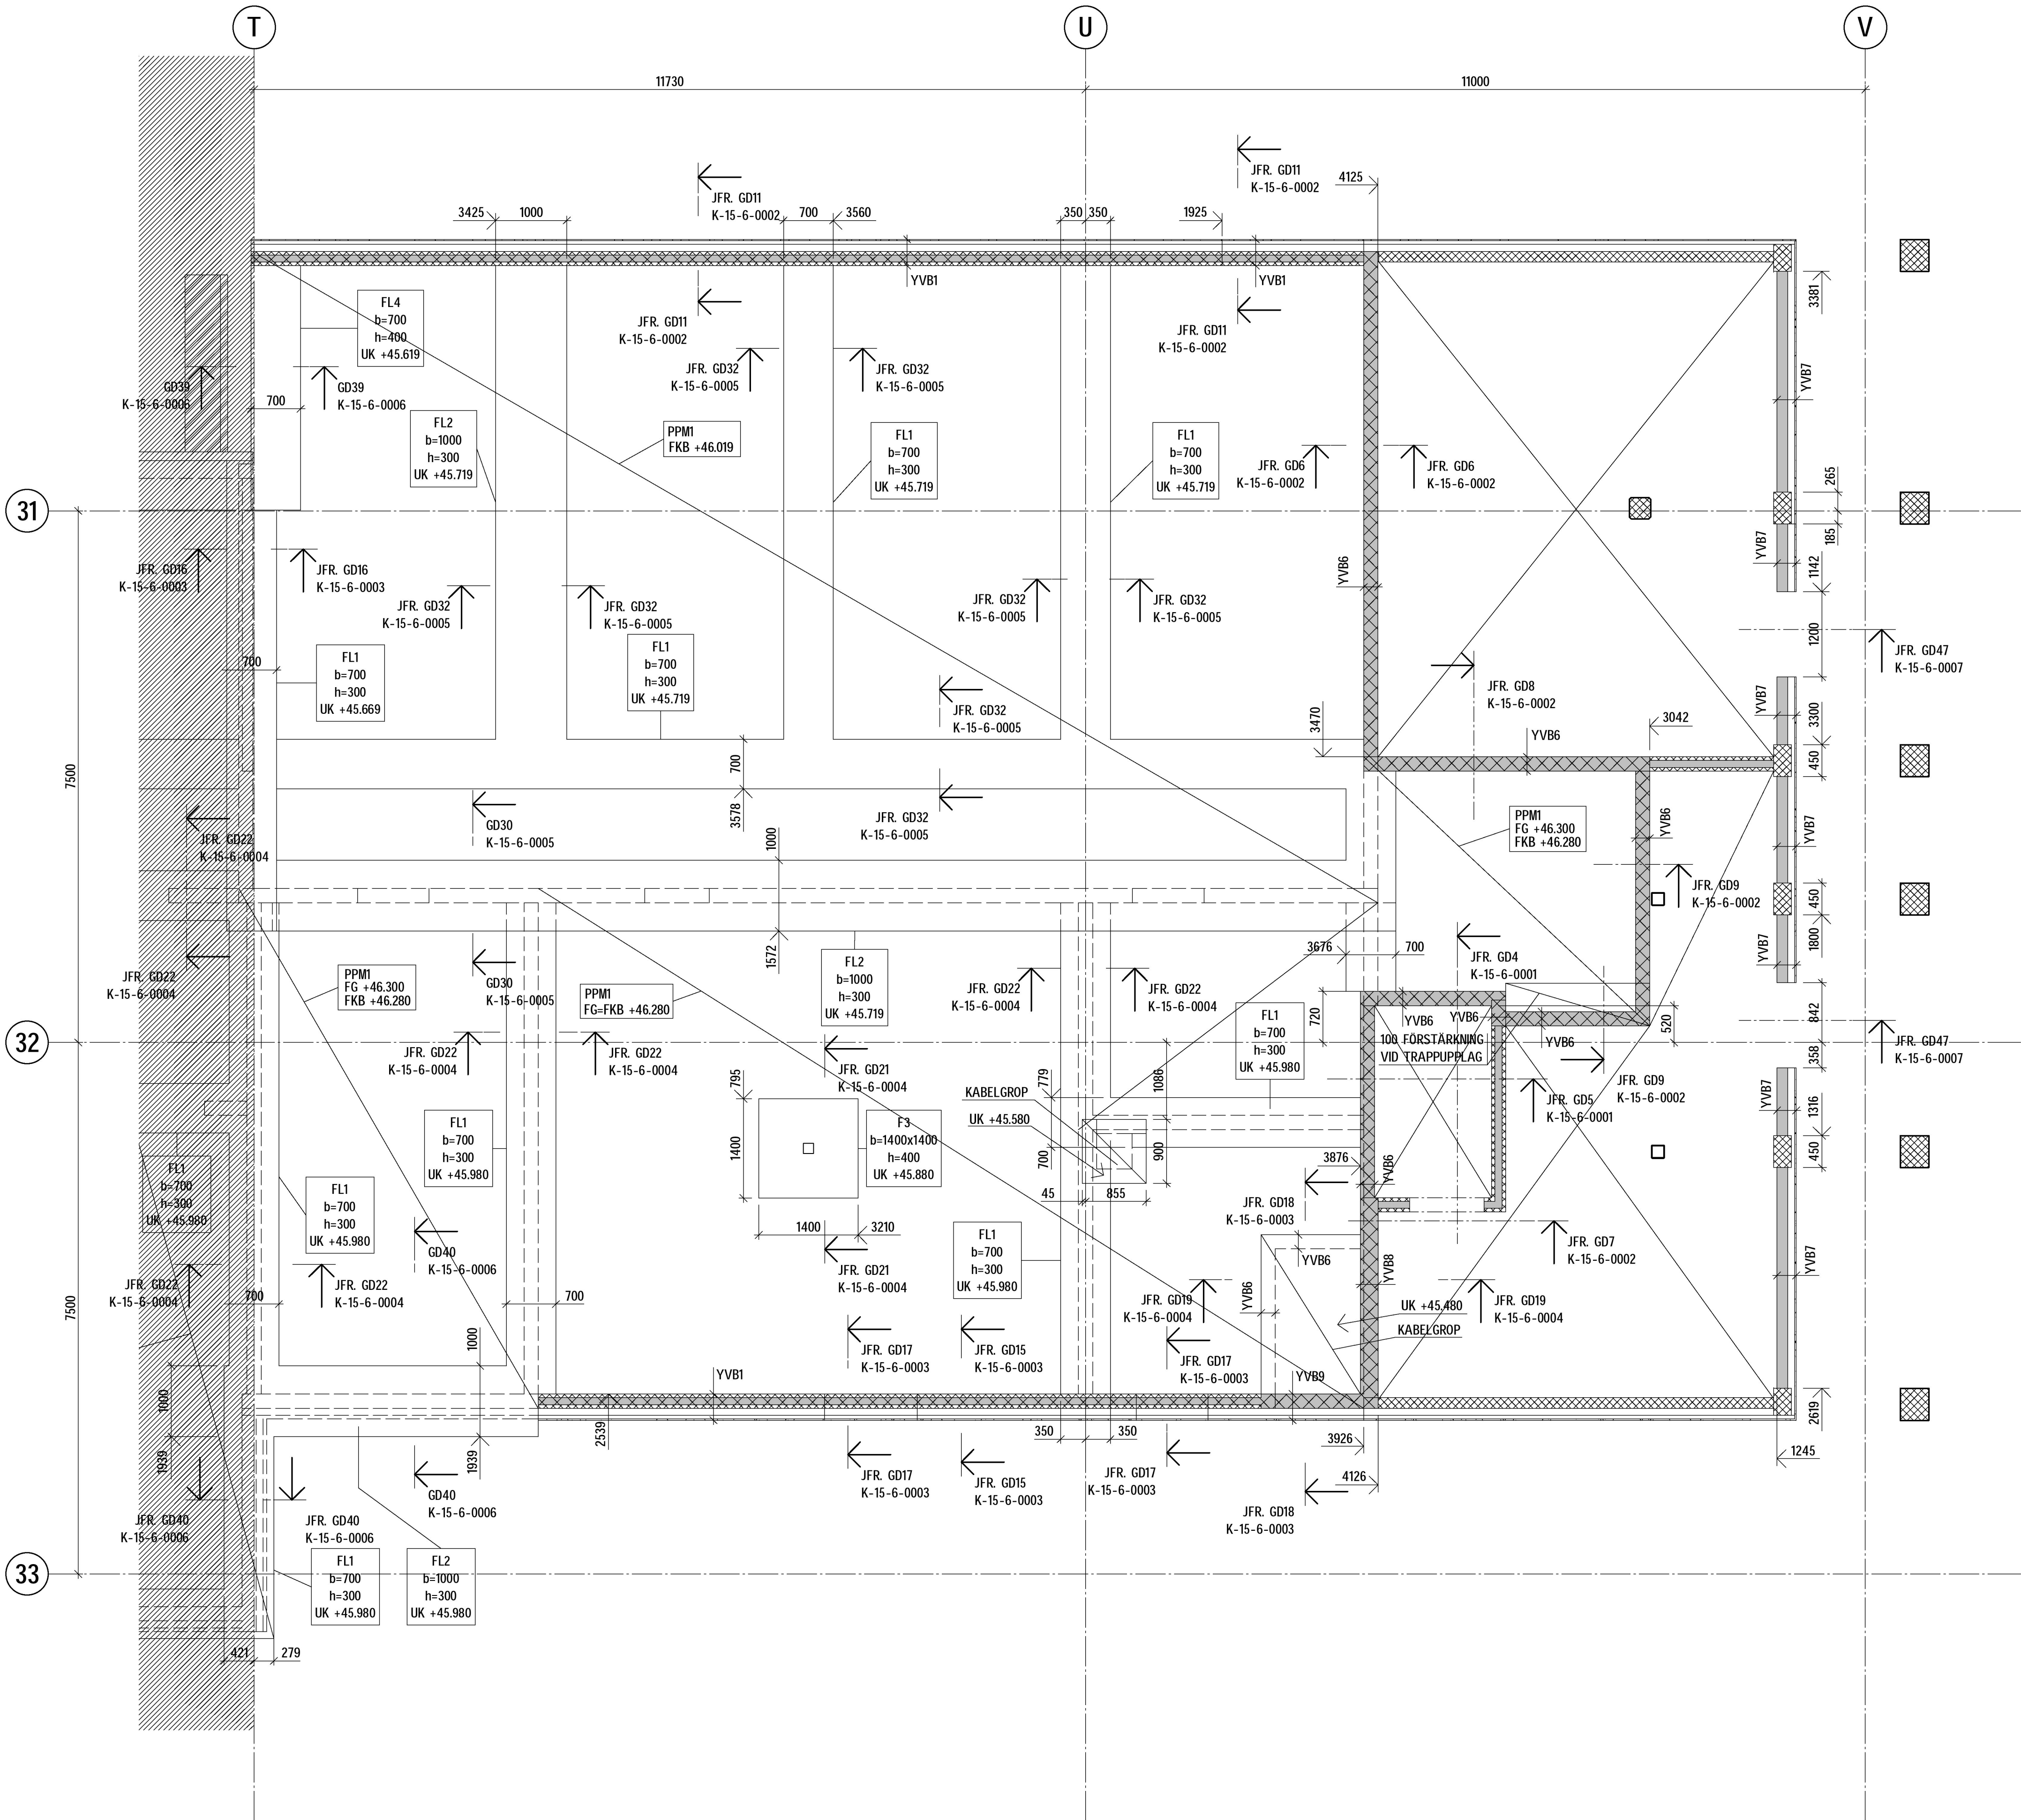 T
U
V
11730
11000
JFR. GD11
K-15-6-0002
JFR. GD11
K-15-6-0002
4125
3425
1000
700
3560
350
350
1925
YVB1
YVB1
FL4
b=700
h=400
UK +45.619
JFR. GD11
K-15-6-0002
JFR. GD11
K-15-6-0002
3381
GD39
K-15-6-0006
GD39
K-15-6-0006
700
JFR. GD32
K-15-6-0005
JFR. GD32
K-15-6-0005
YVB7
FL2
b=1000
h=300
UK +45.719
PPM1
FKB +46.019
FL1
b=700
h=300
UK +45.719
FL1
b=700
h=300
UK +45.719
JFR. GD6
K-15-6-0002
JFR. GD6
K-15-6-0002
265
31
185
JFR. GD16
K-15-6-0003
JFR. GD16
K-15-6-0003
YVB6
YVB7
1142
JFR. GD32
K-15-6-0005
JFR. GD32
K-15-6-0005
JFR. GD32
K-15-6-0005
JFR. GD32
K-15-6-0005
1200
JFR. GD47
K-15-6-0007
700
FL1
b=700
h=300
UK +45.669
FL1
b=700
h=300
UK +45.719
JFR. GD32
K-15-6-0005
JFR. GD8
K-15-6-0002
YVB7
3300
3470
YVB6
3042
450
7500
700
3578
JFR. GD22
K-15-6-0004
GD30
K-15-6-0005
JFR. GD32
K-15-6-0005
1000
PPM1
FG +46.300
FKB +46.280
YVB6
YVB7
JFR. GD9
K-15-6-0002
450
1800
YVB7
1572
3676
700
JFR. GD4
K-15-6-0001
JFR. GD22
K-15-6-0004
PPM1
FG +46.300
FKB +46.280
GD30
K-15-6-0005
PPM1
FG=FKB +46.280
FL2
b=1000
h=300
UK +45.719
JFR. GD22
K-15-6-0004
JFR. GD22
K-15-6-0004
FL1
b=700
h=300
UK +45.980
720
YVB6
YVB6
YVB6
520
842
32
100 FÖRSTÄRKNING
VID TRAPPUPPLAG
JFR. GD47
K-15-6-0007
358
JFR. GD22
K-15-6-0004
JFR. GD22
K-15-6-0004
JFR. GD21
K-15-6-0004
795
779
1086
JFR. GD9
K-15-6-0002
JFR. GD5
K-15-6-0001
YVB7
1316
KABELGROP
UK +45.580
FL1
b=700
h=300
UK +45.980
1400
F3
b=1400x1400
h=400
UK +45.880
700
900
3876
YVB6
450
FL1
b=700
h=300
UK +45.980
FL1
b=700
h=300
UK +45.980
45
855
1400
3210
JFR. GD18
K-15-6-0003
GD40
K-15-6-0006
FL1
b=700
h=300
UK +45.980
YVB6
YVB8
JFR. GD7
K-15-6-0002
YVB7
JFR. GD21
K-15-6-0004
JFR. GD22
K-15-6-0004
JFR. GD22
K-15-6-0004
700
700
YVB6
JFR. GD19
K-15-6-0004
UK +45.480
KABELGROP
JFR. GD19
K-15-6-0004
7500
1000
JFR. GD17
K-15-6-0003
JFR. GD15
K-15-6-0003
JFR. GD17
K-15-6-0003
1000
YVB1
YVB9
2619
2539
350
350
3926
1245
1939
1939
GD40
K-15-6-0006
JFR. GD17
K-15-6-0003
JFR. GD15
K-15-6-0003
JFR. GD17
K-15-6-0003
4126
JFR. GD18
K-15-6-0003
JFR. GD40
K-15-6-0006
JFR. GD40
K-15-6-0006
33
FL1
b=700
h=300
UK +45.980
FL2
b=1000
h=300
UK +45.980
421
279